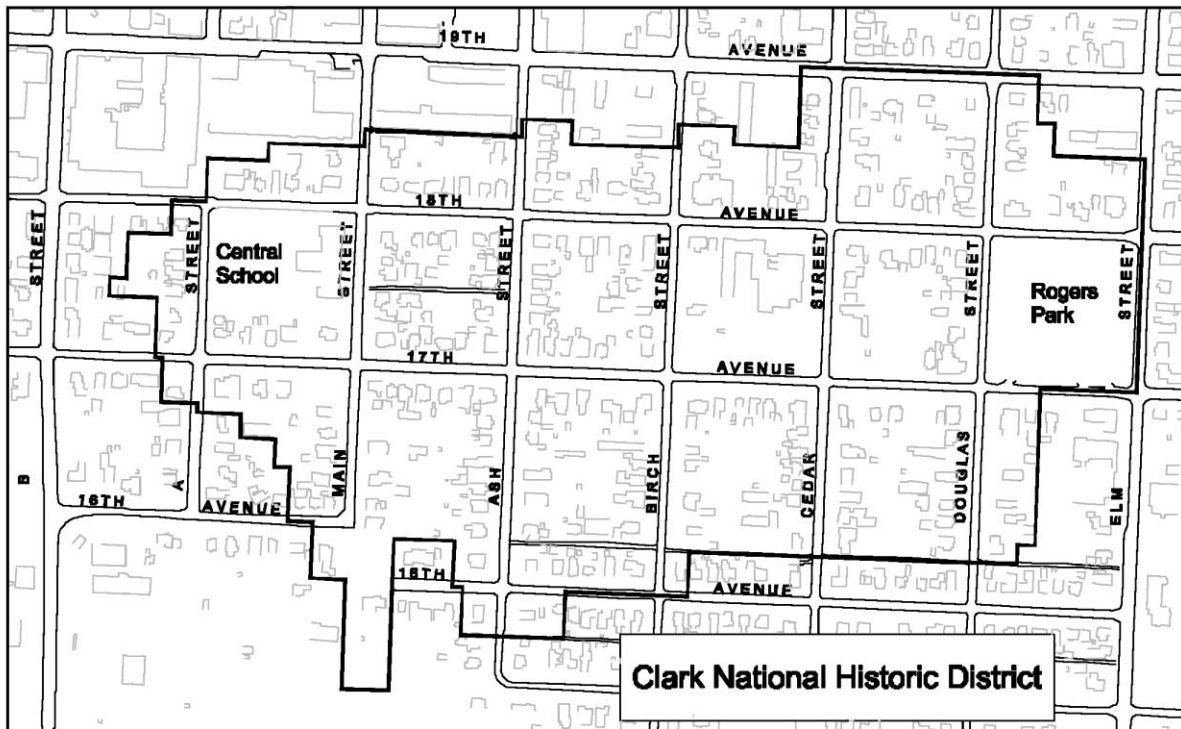 19TH AVENUE
18TH AVENUE
STREET
STREET
STREET
STREET
STREET
STREET
STREET
STREET
Central
School
Rogers
Park
17TH AVENUE
B
A
MAIN
ASH
BIRCH
CEDAR
DOUGLAS
ELM
16TH AVENUE
16TH AVENUE
Clark National Historic District